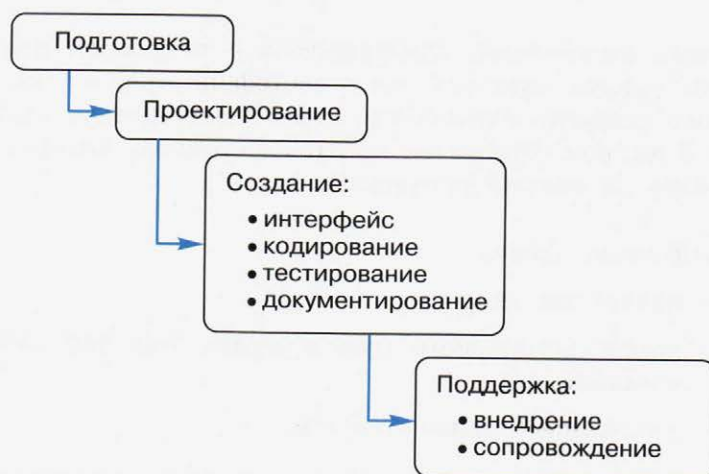 Подготовка
Проектирование
Создание:
• интерфейс
• кодирование
• тестирование
• документирование
Поддержка:
• внедрение
• сопровождение